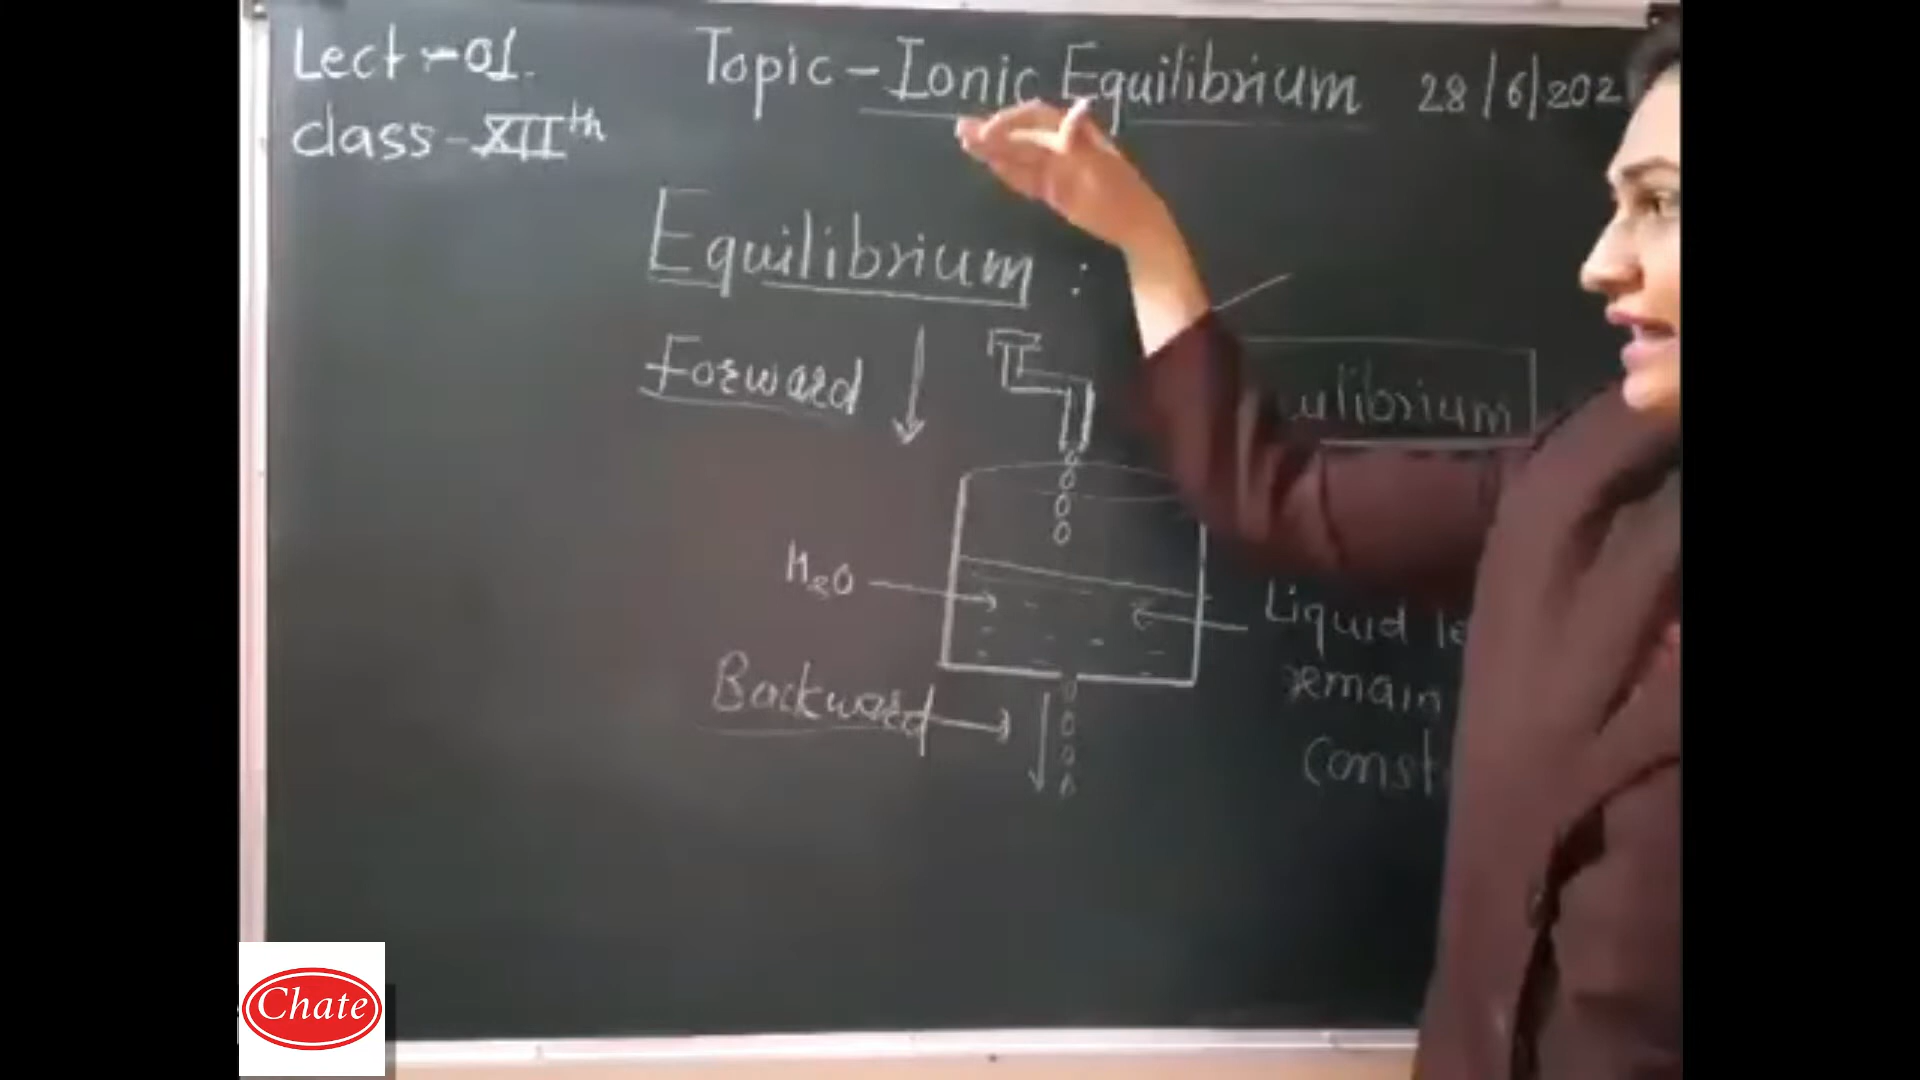 Lect - 01.
Topic - Ionic Equilibrium
28/6/202
class - XIIth
Equilibrium :
Forward
ulibrium
H2O
Liquid le
remain
Backward
Const
Chate